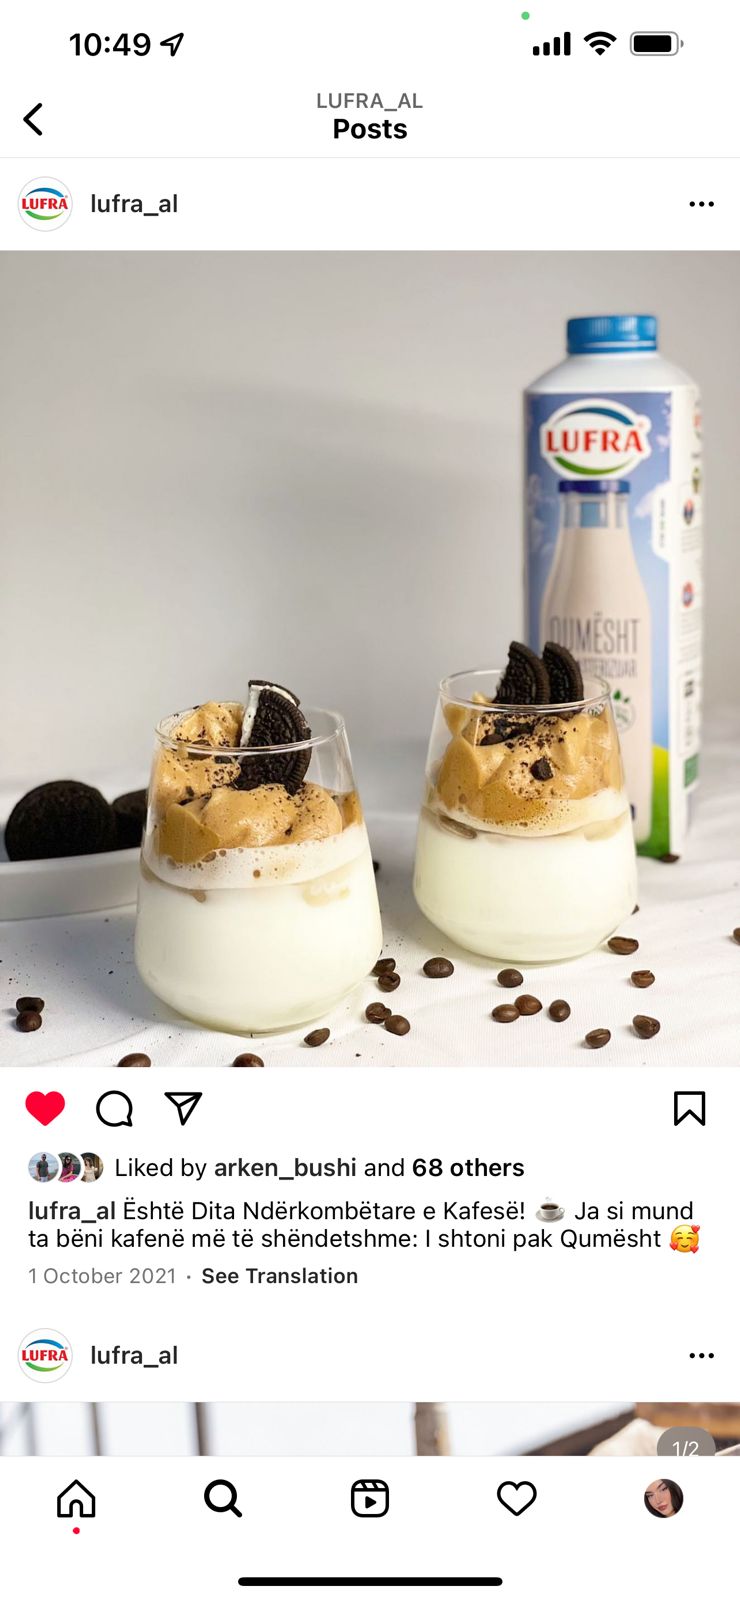 10:49
LUFRA_AL
Posts
LUFRA
lufra_al
LUFRA
QUMËSHT
Liked by arken_bushi and 68 others
lufra_al Është Dita Ndërkombëtare e Kafesë! ☕ Ja si mund
ta bëni kafenë më të shëndetshme: I shtoni pak Qumësht 🥰
1 October 2021 · See Translation
LUFRA
lufra_al
1/2